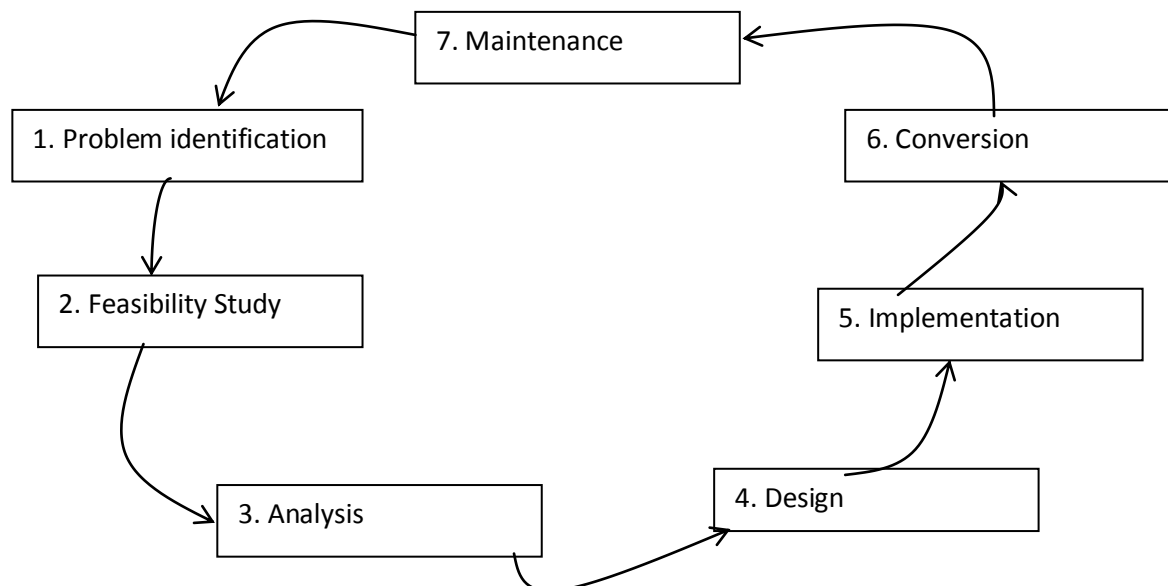 7. Maintenance
1. Problem identification
6. Conversion
2. Feasibility Study
5. Implementation
4. Design
3. Analysis